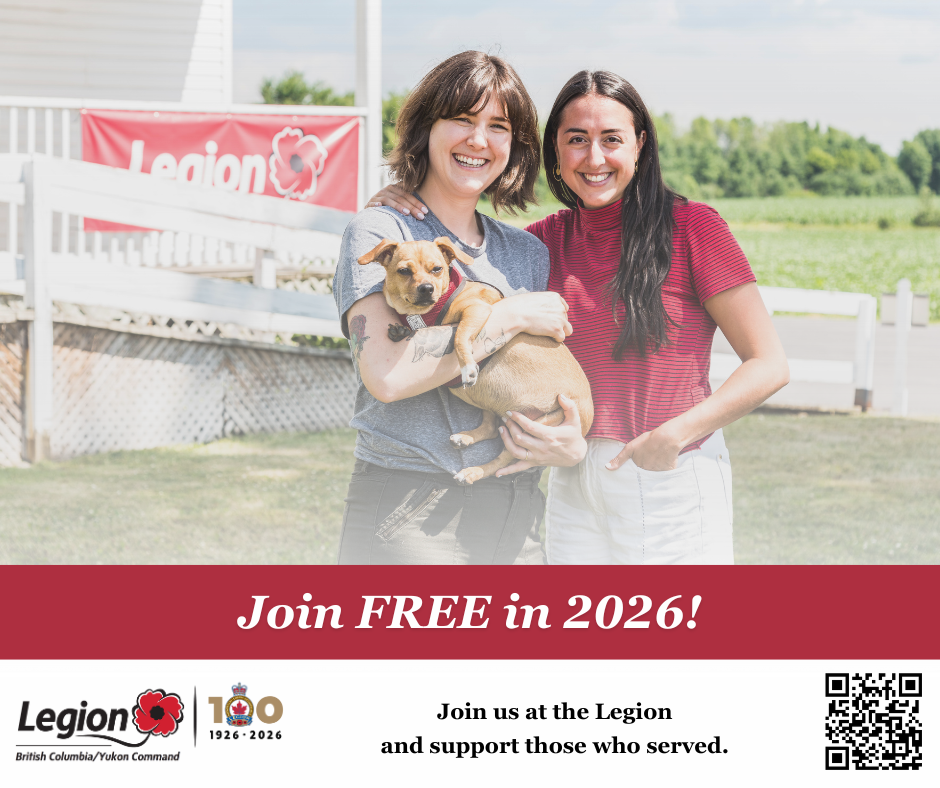 Legion
Join FREE in 2026!
Legion
British Columbia/Yukon Command
100
1926 · 2026
Join us at the Legion
and support those who served.